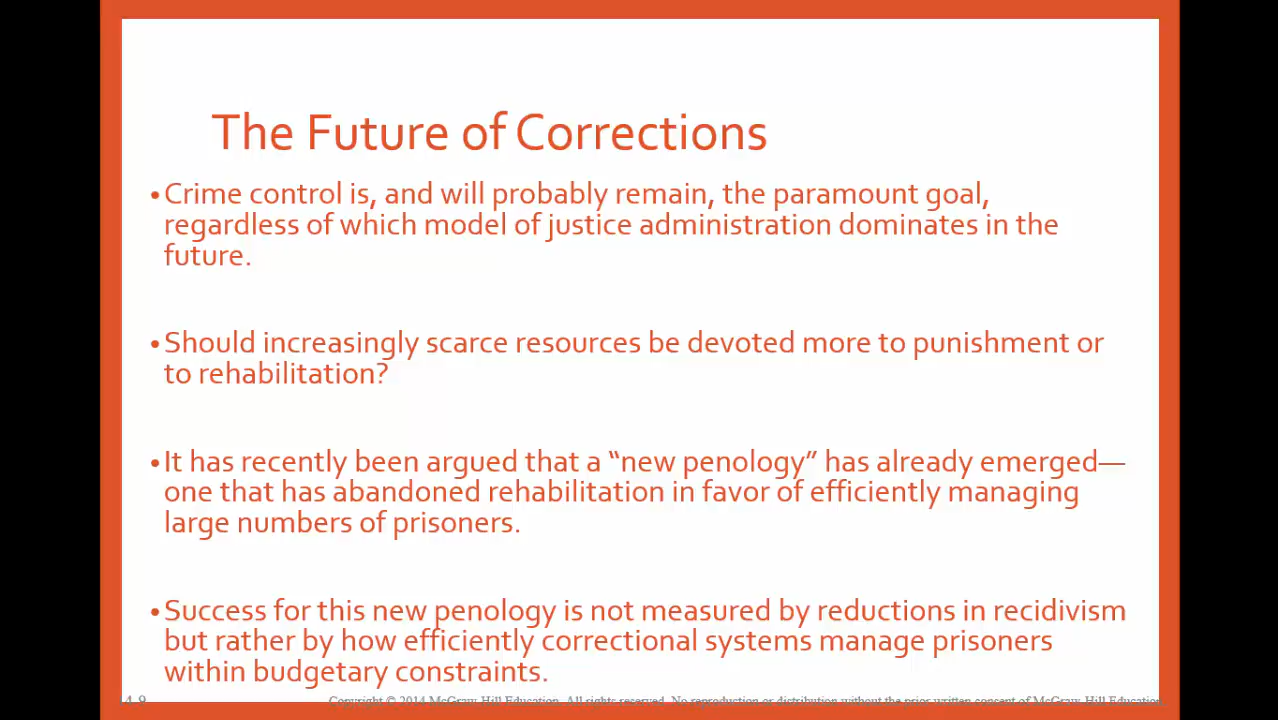 The Future of Corrections
•Crime control is, and will probably remain, the paramount goal,
regardless of which model of justice administration dominates in the
future.
•Should increasingly scarce resources be devoted more to punishment or
to rehabilitation?
•It has recently been argued that a “new penology” has already emerged—
one that has abandoned rehabilitation in favor of efficiently managing
large numbers of prisoners.
•Success for this new penology is not measured by reductions in recidivism
but rather by how efficiently correctional systems manage prisoners
within budgetary constraints.
4-9 Copyright © 2014 McGraw-Hill Education. All rights reserved. No reproduction or distribution without the prior written consent of McGraw-Hill Education.